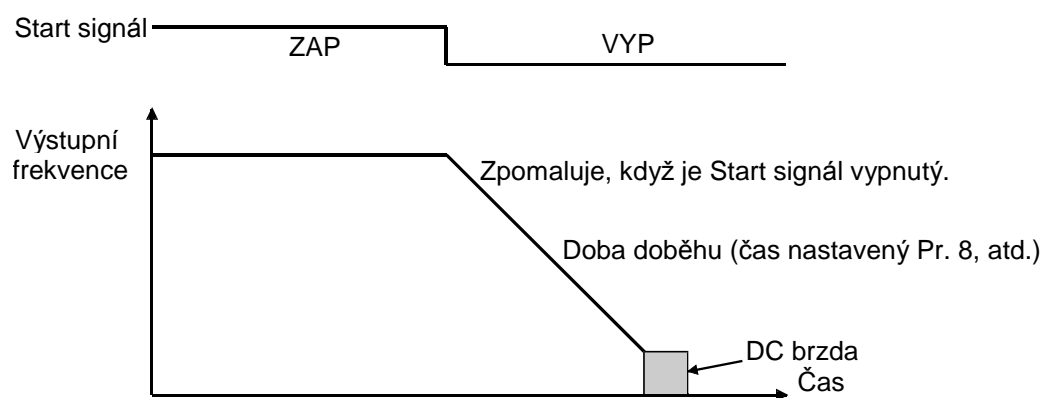 Start signál
ZAP
VYP
Výstupní
frekvence
Zpomaluje, když je Start signál vypnutý.
Doba doběhu (čas nastavený Pr. 8, atd.)
DC brzda
Čas